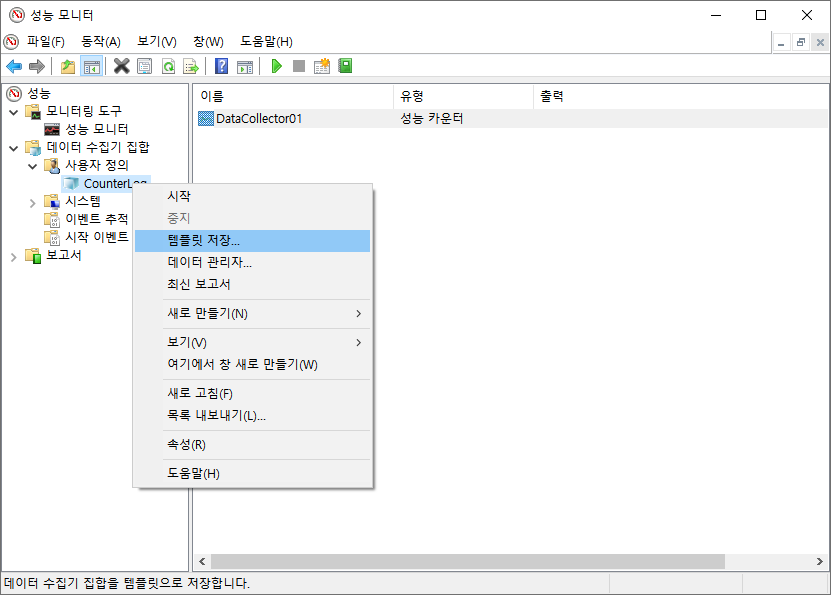 성능 모니터
파일(F) 동작(A) 보기(V) 창(W) 도움말(H)
성능
모니터링 도구
성능 모니터
데이터 수집기 집합
사용자 정의
CounterLog
시스템
이벤트 추적
시작 이벤트
보고서
이름 유형 출력
DataCollector01 성능 카운터
시작
중지
템플릿 저장...
데이터 관리자...
최신 보고서
새로 만들기(N)
보기(V)
여기에서 창 새로 만들기(W)
새로 고침(F)
목록 내보내기(L)...
속성(R)
도움말(H)
데이터 수집기 집합을 템플릿으로 저장합니다.